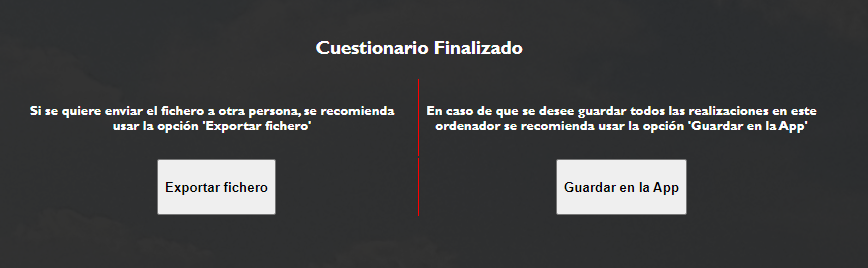 Cuestionario Finalizado
Si se quiere enviar el fichero a otra persona, se recomienda
usar la opción 'Exportar fichero'
En caso de que se desee guardar todos las realizaciones en este
ordenador se recomienda usar la opción 'Guardar en la App'
Exportar fichero
Guardar en la App